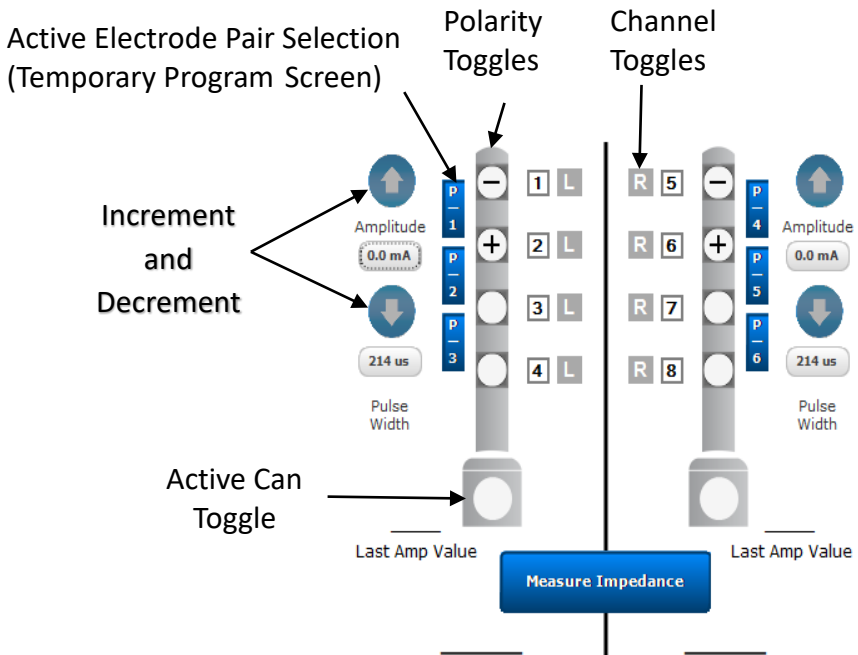 Active Electrode Pair Selection
(Temporary Program Screen)
Polarity
Toggles
Channel
Toggles
Increment
and
Decrement
Active Can
Toggle
Amplitude
0.0 mA
214 us
Pulse
Width
P
—
1
P
—
2
P
—
3
−
+
1 L
2 L
3 L
4 L
R 5
R 6
R 7
R 8
−
+
P
—
4
P
—
5
P
—
6
Amplitude
0.0 mA
214 us
Pulse
Width
Last Amp Value
Last Amp Value
Measure Impedance